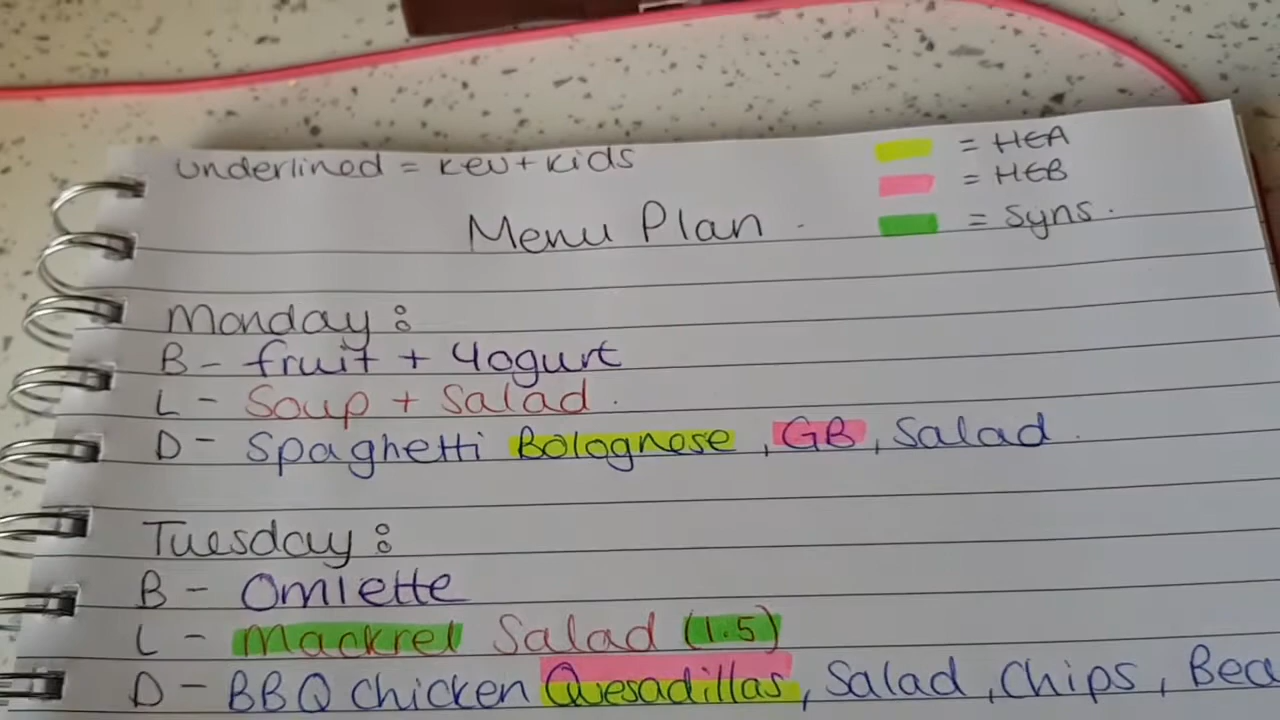 underlined = kev + kids
= HEA
= HEB
Menu Plan.
= Syns.
Monday:
B - fruit + Yogurt
L - Soup + Salad.
D - Spaghetti Bolognese, GB, Salad.
Tuesday:
B - Omlette
L - Mackrel Salad (1.5)
D - BBQ Chicken Quesadillas, Salad, Chips,